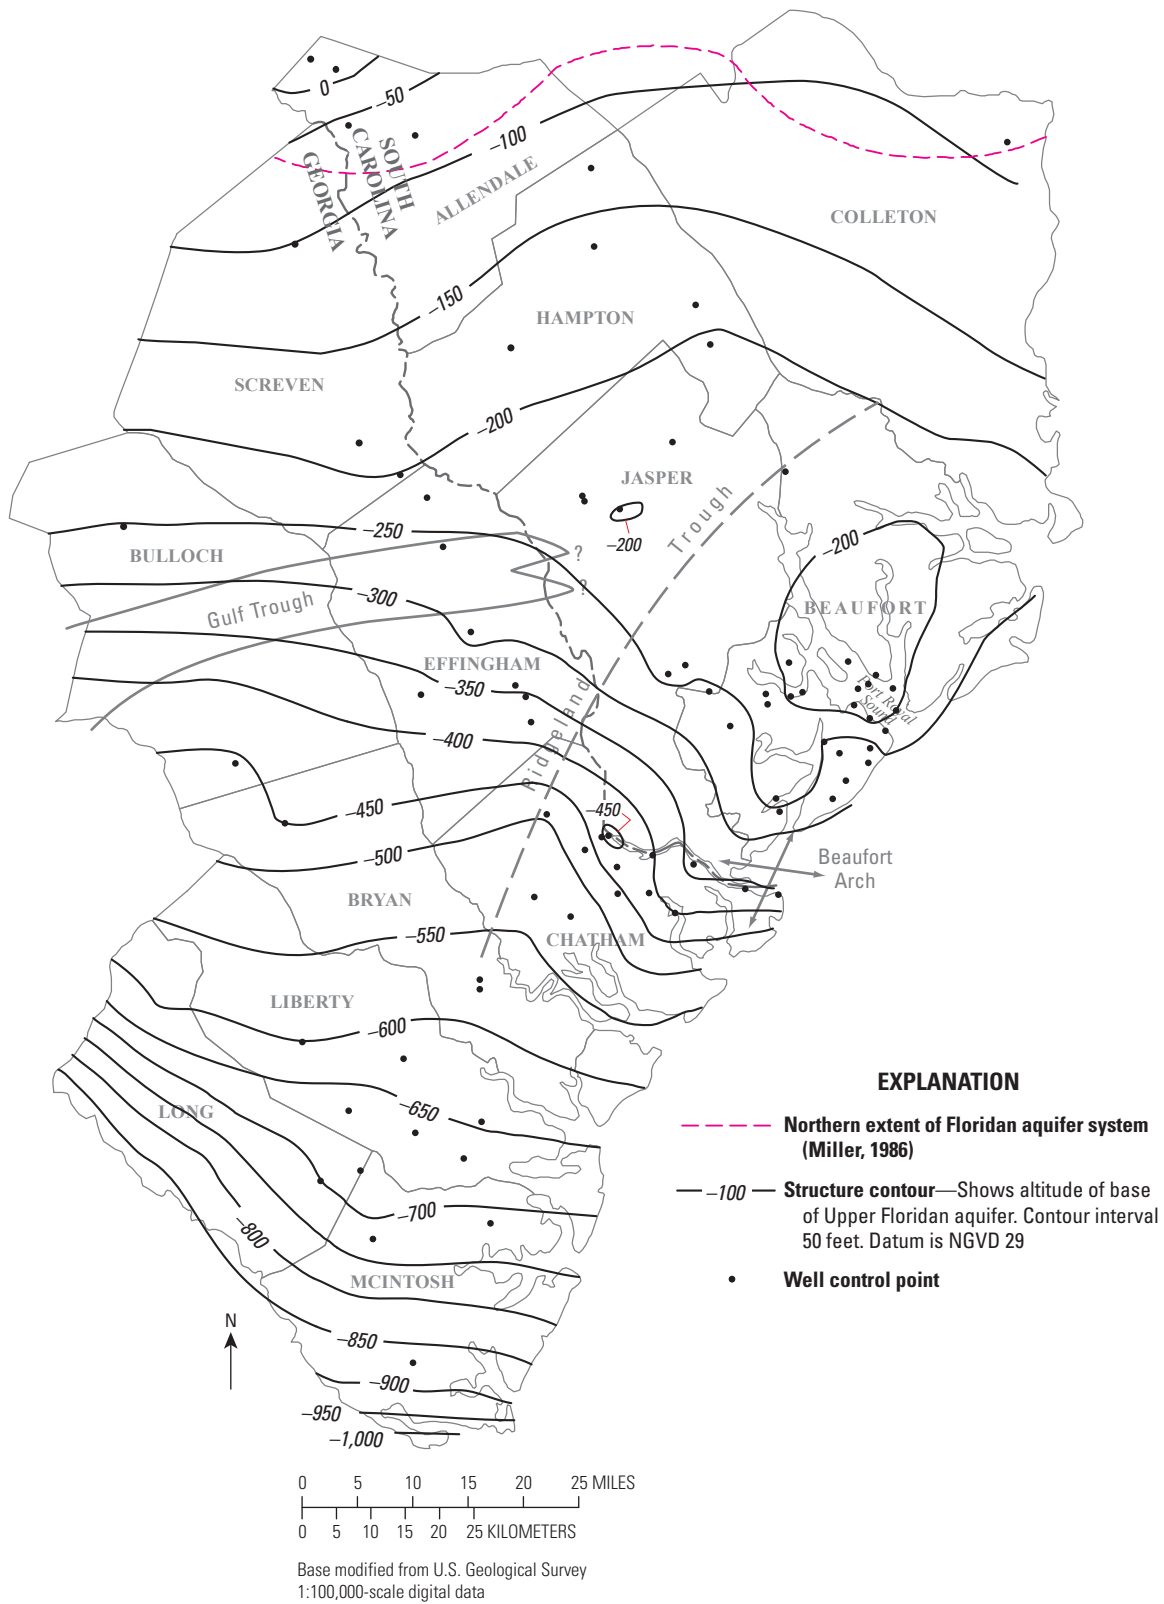 0
–50
–100
SOUTH
CAROLINA
GEORGIA
ALLENDALE
COLLETON
–150
HAMPTON
SCREVEN
–200
JASPER
–200
Trough
–250
BULLOCH
?
?
–200
BEAUFORT
–300
Gulf Trough
EFFINGHAM
–350
Port Royal
Sound
Ridgeland
–400
–450
–450
–500
Beaufort
Arch
BRYAN
–550
CHATHAM
LIBERTY
–600
LONG
–650
–700
–800
MCINTOSH
–850
–900
–950
–1,000
N
EXPLANATION
Northern extent of Floridan aquifer system
(Miller, 1986)
–100 Structure contour—Shows altitude of base
of Upper Floridan aquifer. Contour interval
50 feet. Datum is NGVD 29
Well control point
0 5 10 15 20 25 MILES
0 5 10 15 20 25 KILOMETERS
Base modified from U.S. Geological Survey
1:100,000-scale digital data